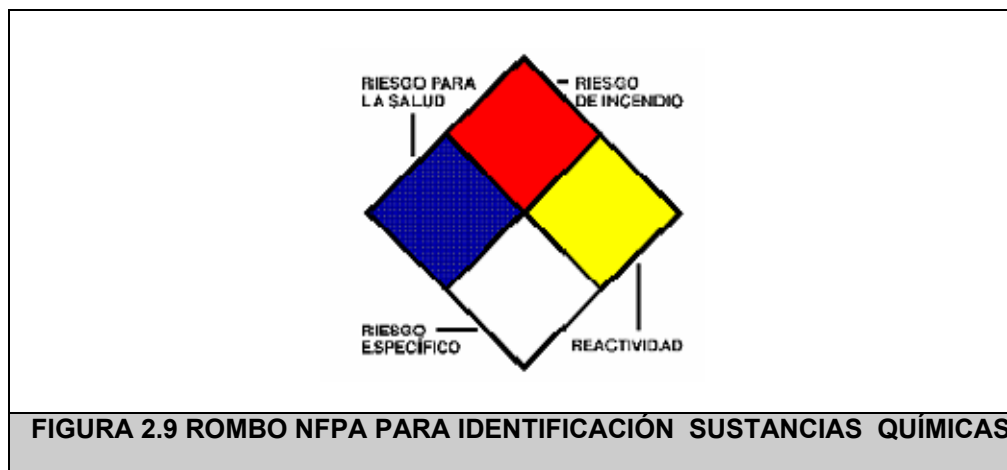 RIESGO PARA
LA SALUD
RIESGO
DE INCENDIO
RIESGO
ESPECÍFICO
REACTIVIDAD
FIGURA 2.9 ROMBO NFPA PARA IDENTIFICACIÓN SUSTANCIAS QUÍMICAS